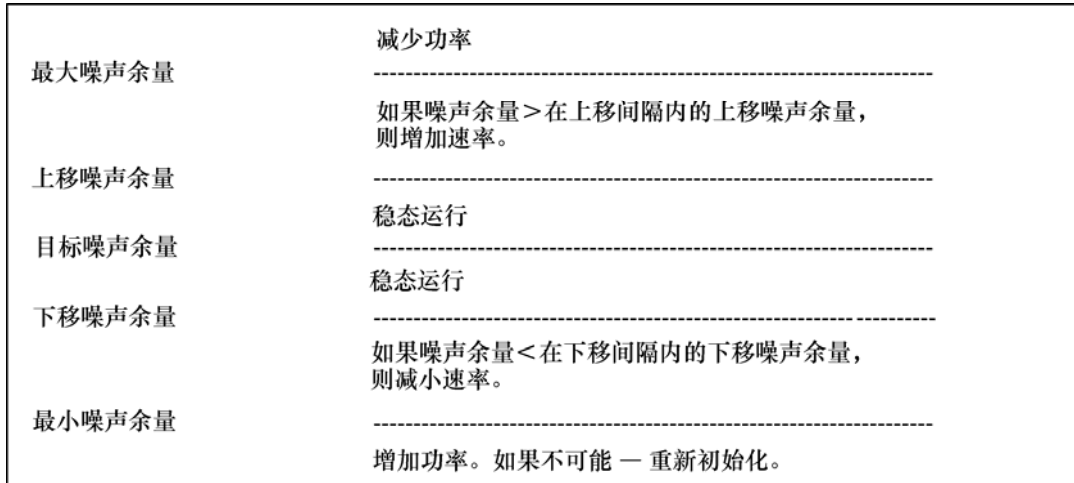 减少功率
最大噪声余量
如果噪声余量＞在上移间隔内的上移噪声余量，
则增加速率。
上移噪声余量
稳态运行
目标噪声余量
稳态运行
下移噪声余量
如果噪声余量＜在下移间隔内的下移噪声余量，
则减小速率。
最小噪声余量
增加功率。如果不可能 — 重新初始化。